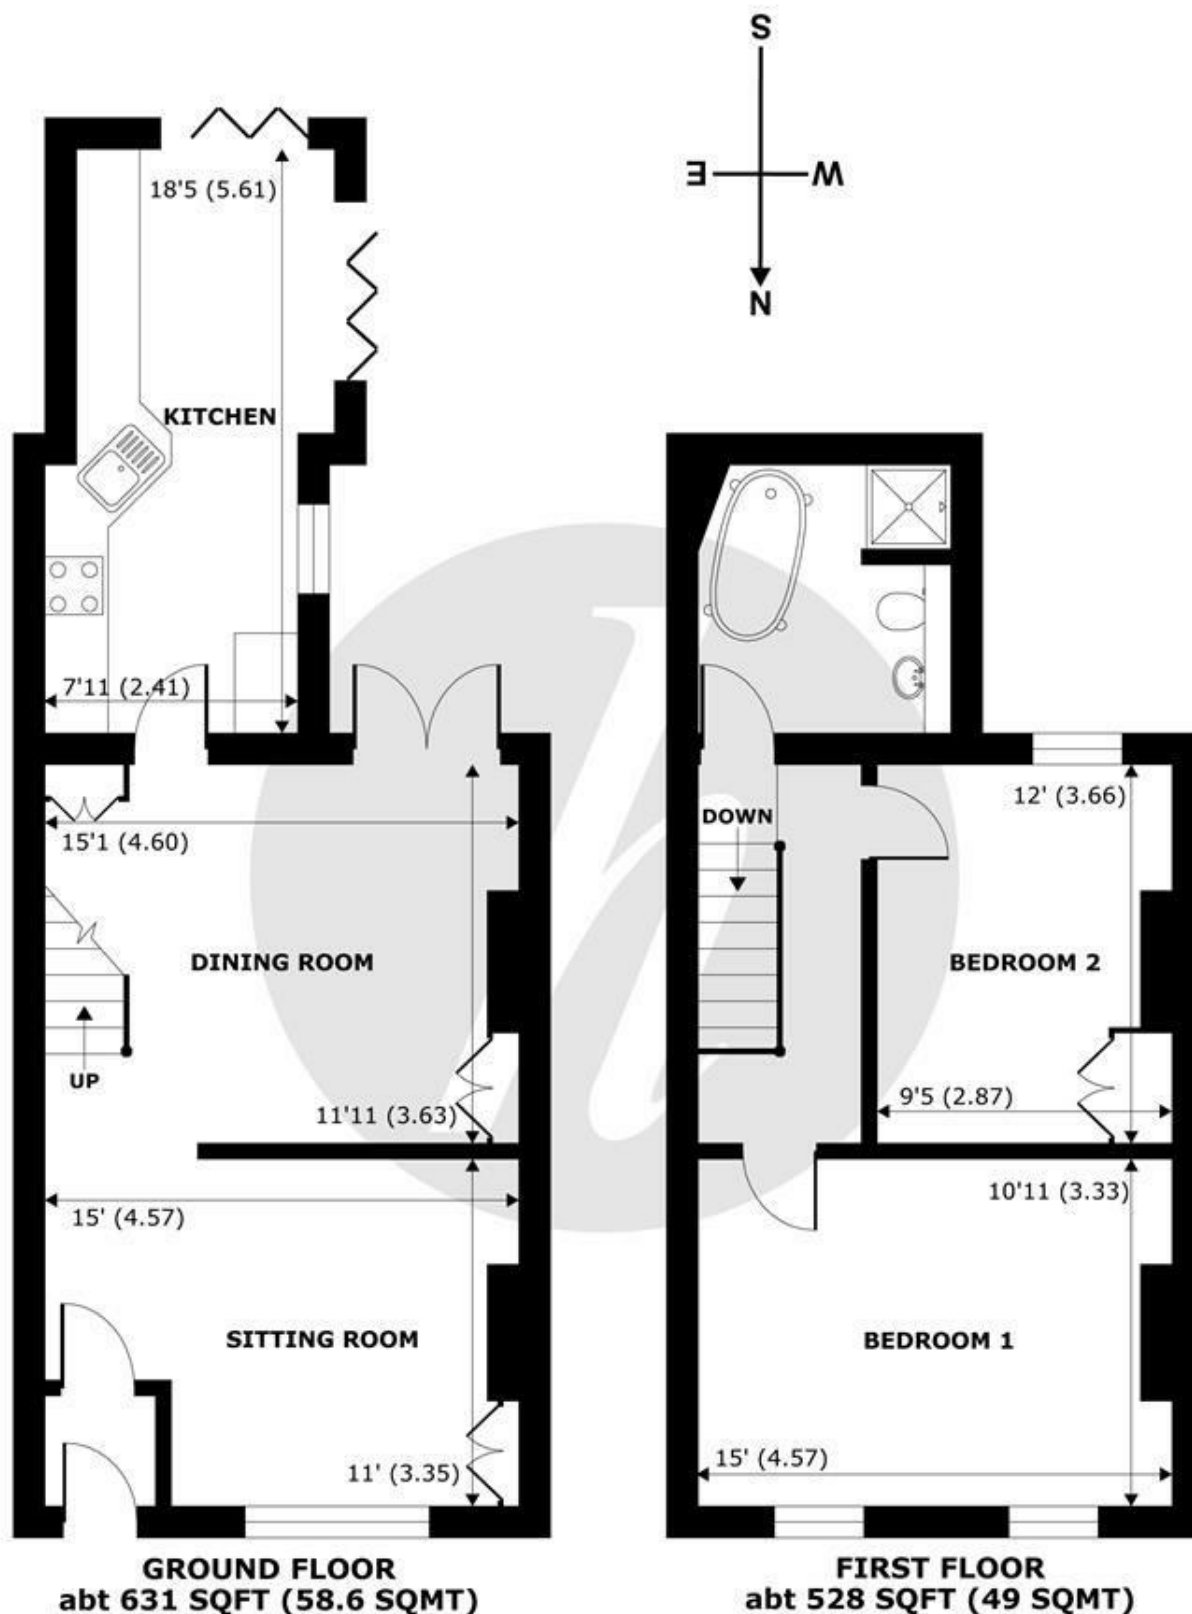 S
E
W
N
18'5 (5.61)
KITCHEN
7'11 (2.41)
15'1 (4.60)
DINING ROOM
UP
11'11 (3.63)
15' (4.57)
SITTING ROOM
11' (3.35)
GROUND FLOOR
abt 631 SQFT (58.6 SQMT)
DOWN
12' (3.66)
BEDROOM 2
9'5 (2.87)
10'11 (3.33)
BEDROOM 1
15' (4.57)
FIRST FLOOR
abt 528 SQFT (49 SQMT)
h